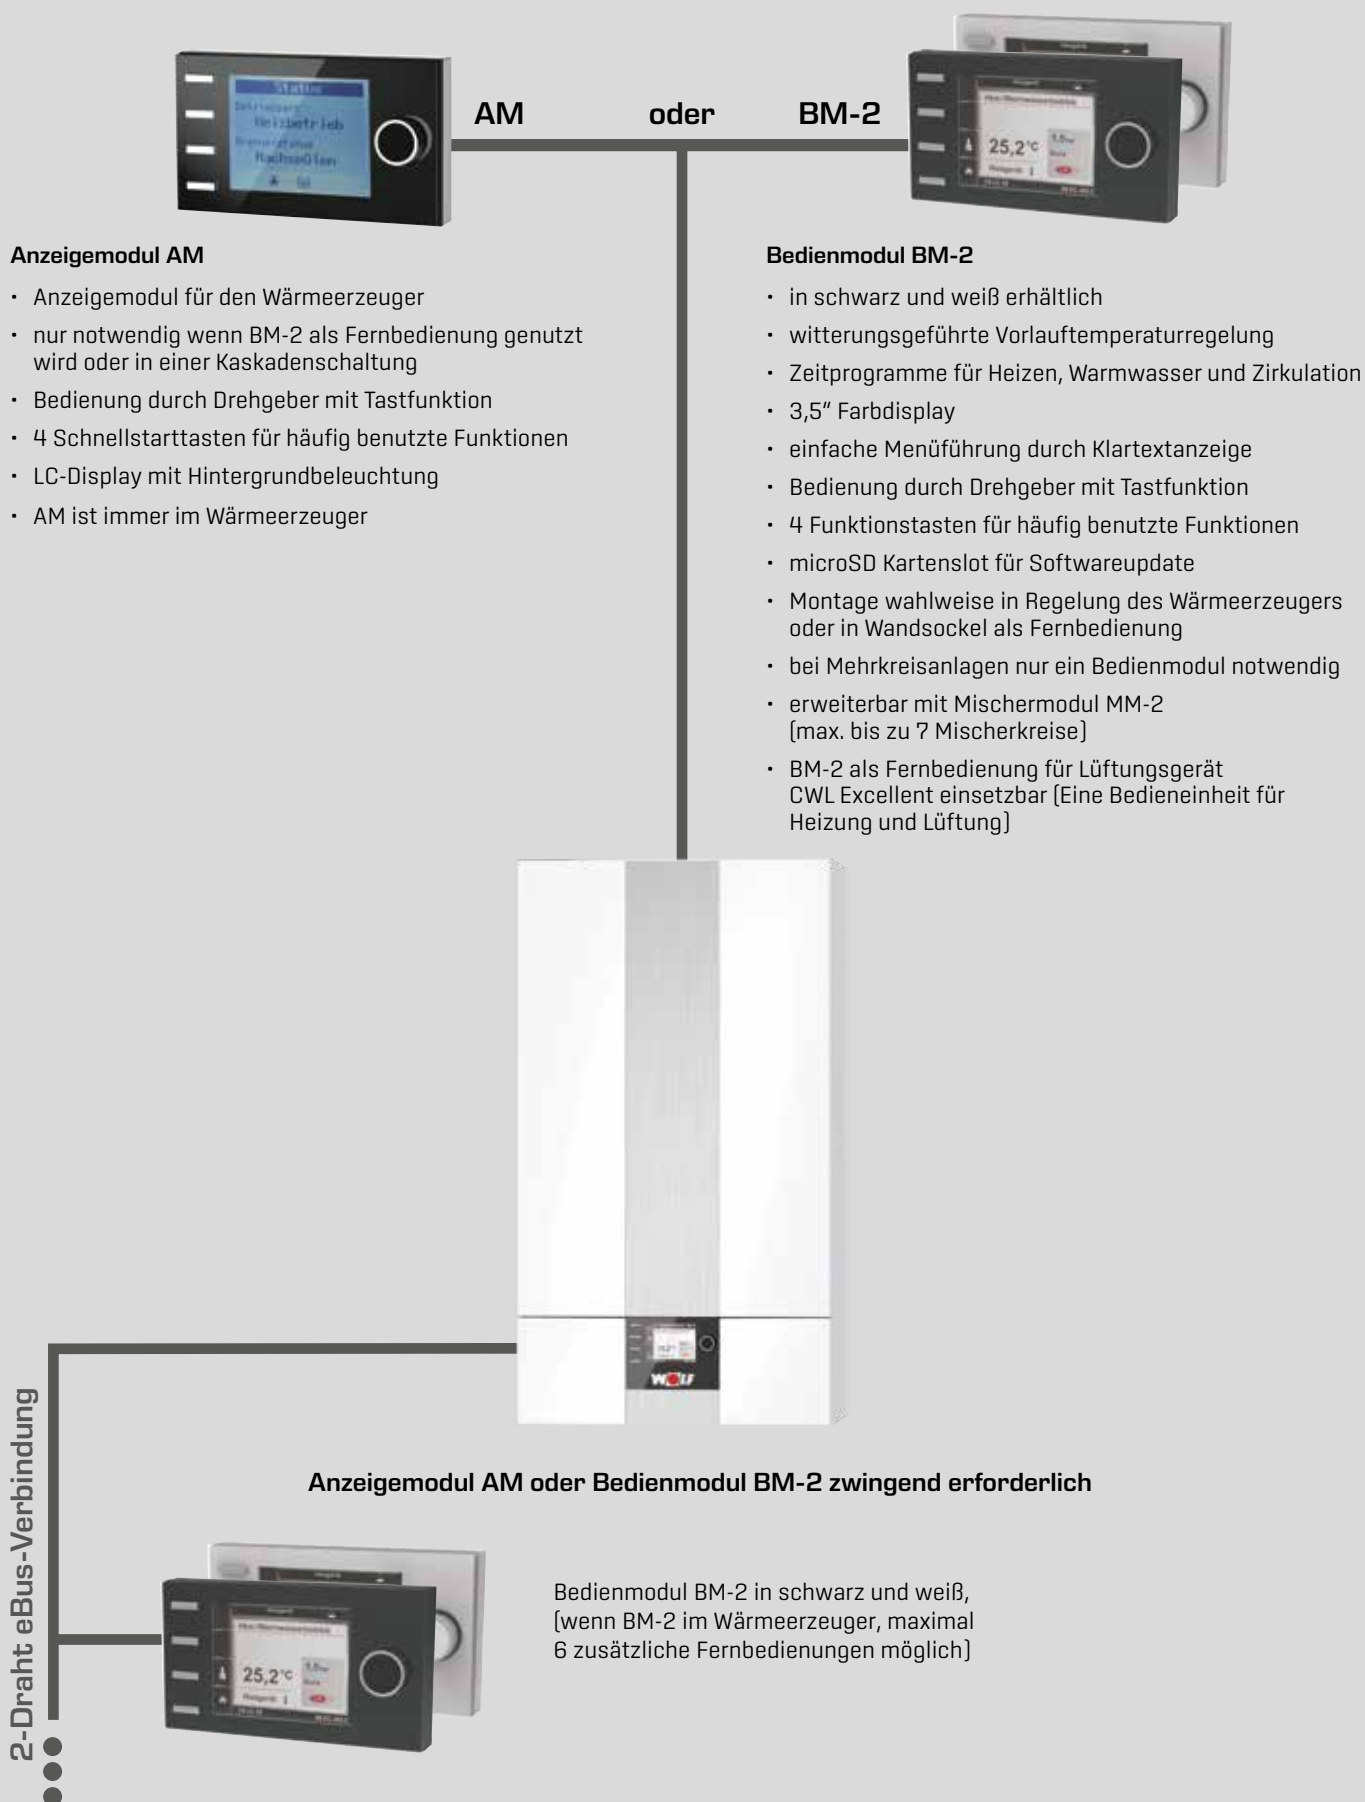 AM oder BM-2
Status
Heizbetrieb
Nachspülen
25,2°C
Anzeigemodul AM
· Anzeigemodul für den Wärmeerzeuger
· nur notwendig wenn BM-2 als Fernbedienung genutzt
wird oder in einer Kaskadenschaltung
· Bedienung durch Drehgeber mit Tastfunktion
· 4 Schnellstarttasten für häufig benutzte Funktionen
· LC-Display mit Hintergrundbeleuchtung
· AM ist immer im Wärmeerzeuger
Bedienmodul BM-2
· in schwarz und weiß erhältlich
· witterungsgeführte Vorlauftemperaturregelung
· Zeitprogramme für Heizen, Warmwasser und Zirkulation
· 3,5“ Farbdisplay
· einfache Menüführung durch Klartextanzeige
· Bedienung durch Drehgeber mit Tastfunktion
· 4 Funktionstasten für häufig benutzte Funktionen
· microSD Kartenslot für Softwareupdate
· Montage wahlweise in Regelung des Wärmeerzeugers
oder in Wandsockel als Fernbedienung
· bei Mehrkreisanlagen nur ein Bedienmodul notwendig
· erweiterbar mit Mischermodul MM-2
(max. bis zu 7 Mischerkreise)
· BM-2 als Fernbedienung für Lüftungsgerät
CWL Excellent einsetzbar (Eine Bedieneinheit für
Heizung und Lüftung)
WOLF
2-Draht eBus-Verbindung
Anzeigemodul AM oder Bedienmodul BM-2 zwingend erforderlich
25,2°C
Bedienmodul BM-2 in schwarz und weiß,
(wenn BM-2 im Wärmeerzeuger, maximal
6 zusätzliche Fernbedienungen möglich)